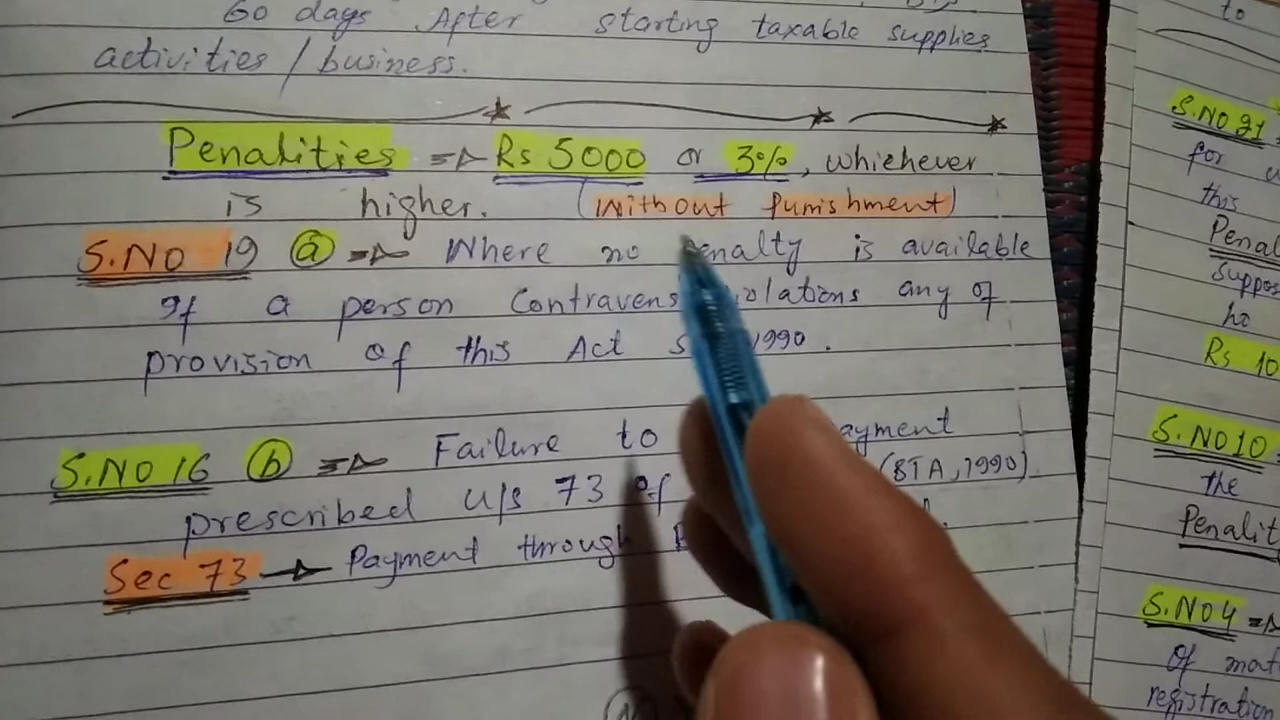 60 days After starting taxable supplies
activities / business.
Penalities => Rs 5000 or 3%, whichever
is higher. (Without Punishment)
S.NO 19 (a) => Where no penalty is available
If a person Contravens violations any of
provision of this Act 1990.
S.NO 16 (b) => Failure to payment
prescribed u/s 73 of (STA, 1990)
Sec 73 → Payment through
to
S.NO 21
for
this
Penal
Suppos
ho
Rs 10
S.NO 10
the
Penalit
S.NO 4 =>
Of mat
registration